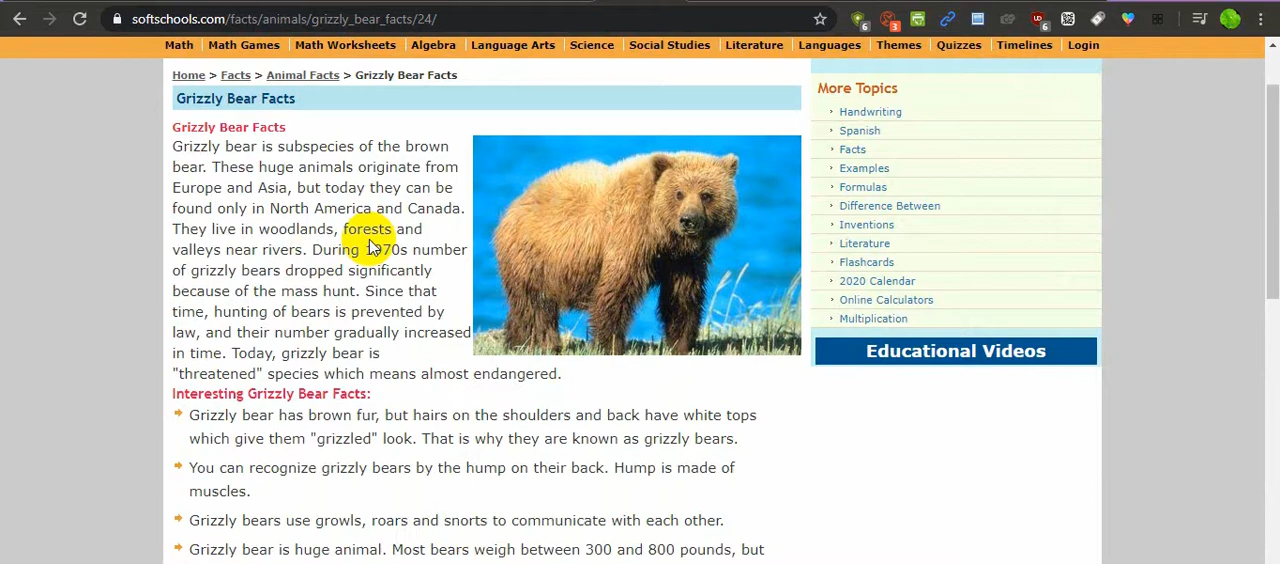 softschools.com/facts/animals/grizzly_bear_facts/24/
6 3 UD 6
Math Math Games Math Worksheets Algebra Language Arts Science Social Studies Literature Languages Themes Quizzes Timelines Login
Home > Facts > Animal Facts > Grizzly Bear Facts
Grizzly Bear Facts
Grizzly Bear Facts
Grizzly bear is subspecies of the brown
bear. These huge animals originate from
Europe and Asia, but today they can be
found only in North America and Canada.
They live in woodlands, forests and
valleys near rivers. During 1970s number
of grizzly bears dropped significantly
because of the mass hunt. Since that
time, hunting of bears is prevented by
law, and their number gradually increased
in time. Today, grizzly bear is
"threatened" species which means almost endangered.
Interesting Grizzly Bear Facts:
Grizzly bear has brown fur, but hairs on the shoulders and back have white tops
which give them "grizzled" look. That is why they are known as grizzly bears.
You can recognize grizzly bears by the hump on their back. Hump is made of
muscles.
Grizzly bears use growls, roars and snorts to communicate with each other.
Grizzly bear is huge animal. Most bears weigh between 300 and 800 pounds, but
More Topics
Handwriting
Spanish
Facts
Examples
Formulas
Difference Between
Inventions
Literature
Flashcards
2020 Calendar
Online Calculators
Multiplication
Educational Videos